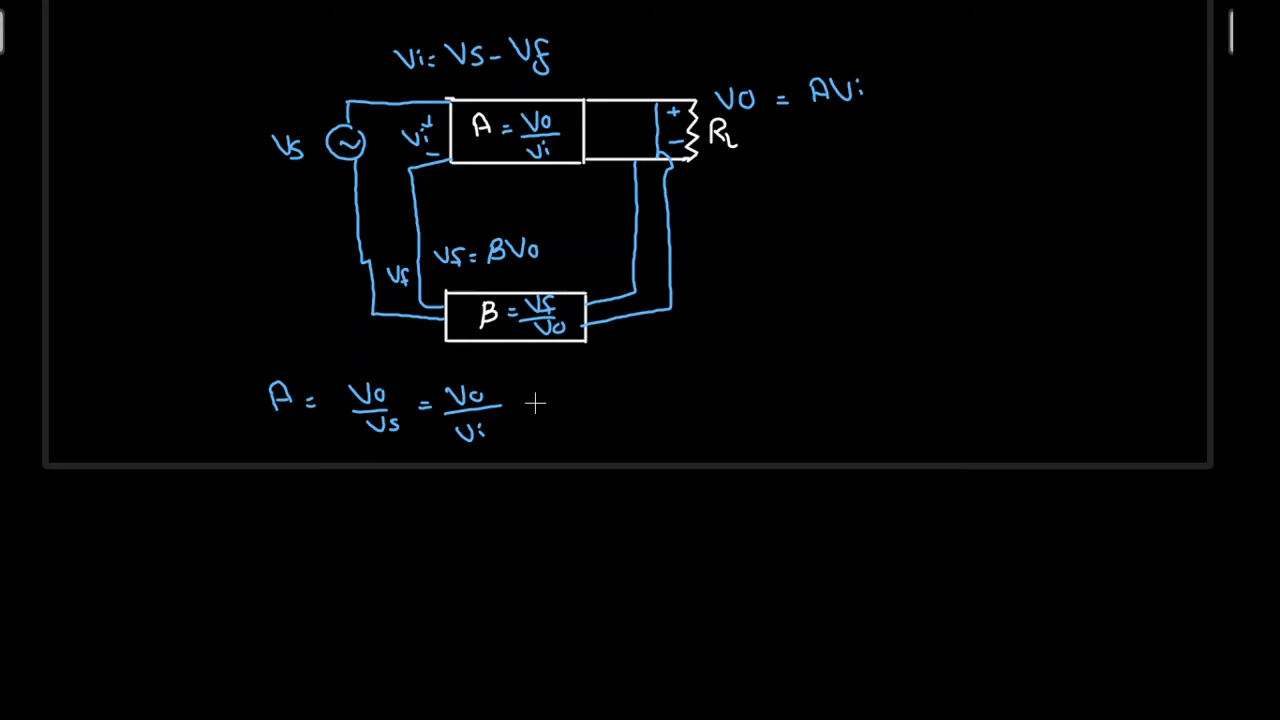 Vi = VS - Vf
VO = AVi
VS
Vi + -
A = VO / Vi
+ -
RL
Vf = βVO
Vf
β = Vf / VO
A = VO / VS = VO / Vi